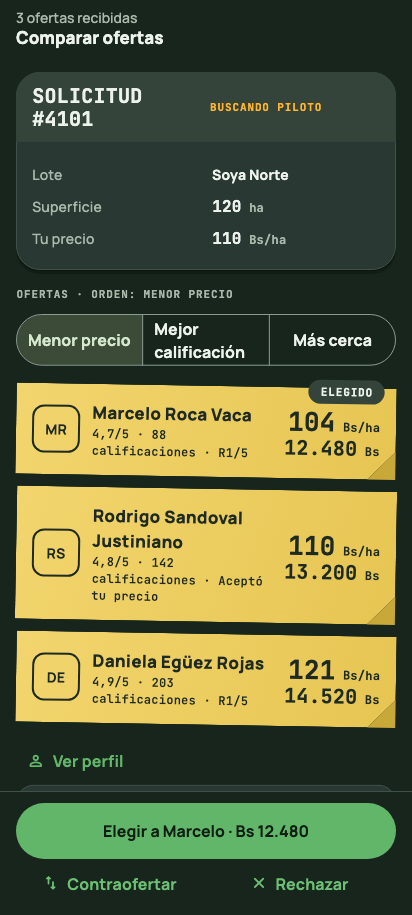 3 ofertas recibidas
Comparar ofertas
SOLICITUD
#4101
BUSCANDO PILOTO
Lote Soya Norte
Superficie 120 ha
Tu precio 110 Bs/ha
OFERTAS · ORDEN: MENOR PRECIO
Menor precio
Mejor
calificación
Más cerca
ELEGIDO
MR
Marcelo Roca Vaca
4,7/5 · 88
calificaciones · R1/5
104 Bs/ha
12.480 Bs
RS
Rodrigo Sandoval
Justiniano
4,8/5 · 142
calificaciones · Aceptó
tu precio
110 Bs/ha
13.200 Bs
DE
Daniela Egüez Rojas
4,9/5 · 203
calificaciones · R1/5
121 Bs/ha
14.520 Bs
Ver perfil
Elegir a Marcelo · Bs 12.480
Contraofertar
Rechazar